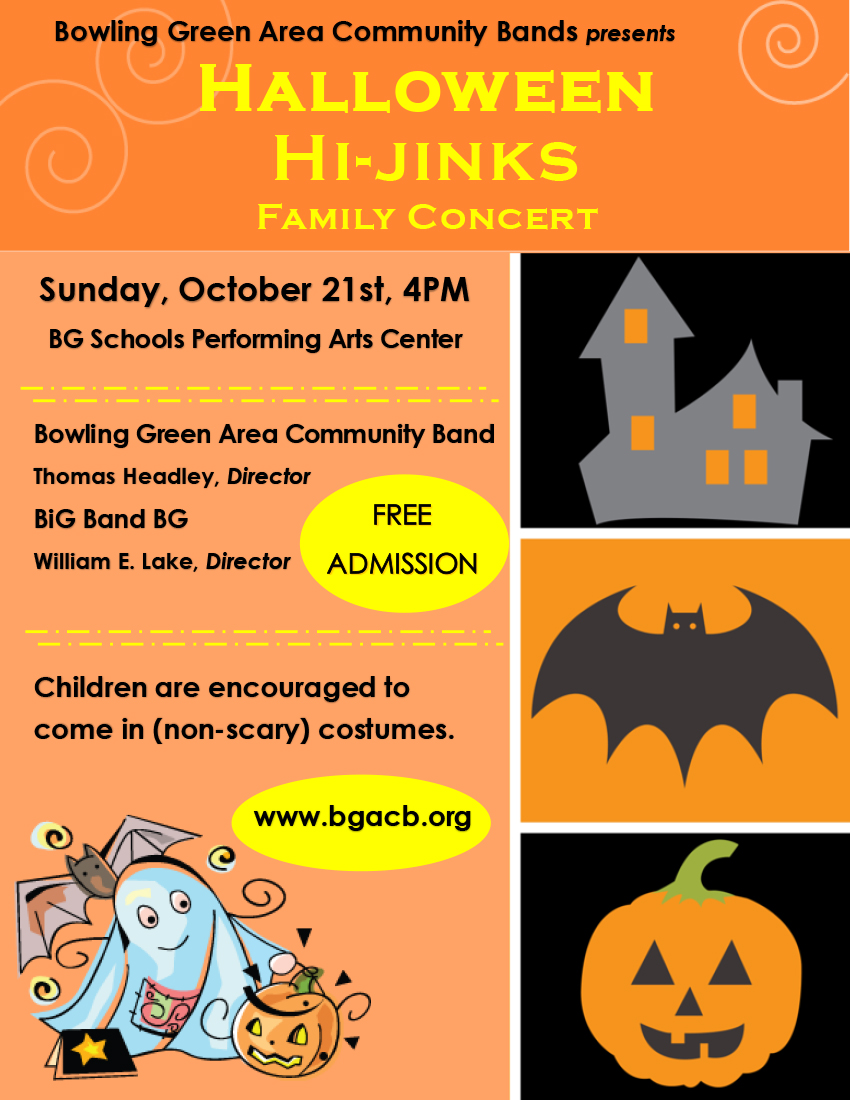 Bowling Green Area Community Bands presents
Halloween
Hi-jinks
Family Concert
Sunday, October 21st, 4PM
BG Schools Performing Arts Center
Bowling Green Area Community Band
Thomas Headley, Director
BiG Band BG
William E. Lake, Director
FREE
ADMISSION
Children are encouraged to
come in (non-scary) costumes.
www.bgacb.org